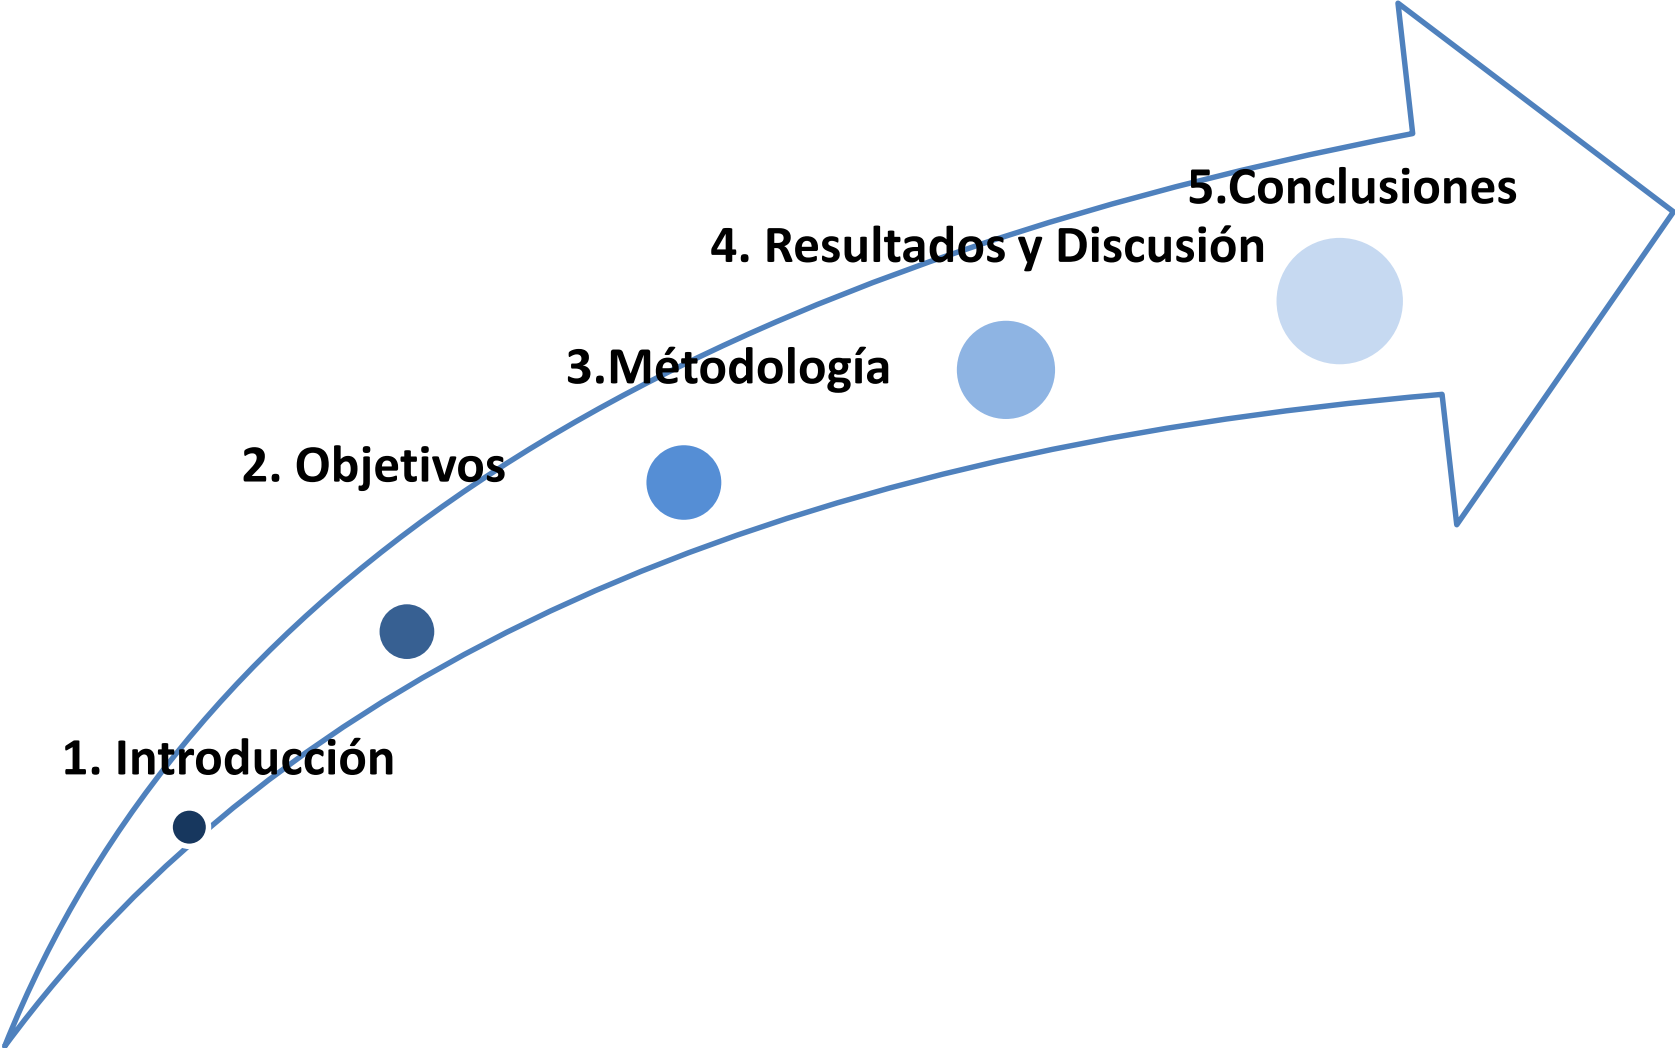 1. Introducción
2. Objetivos
3.Métodología
4. Resultados y Discusión
5.Conclusiones